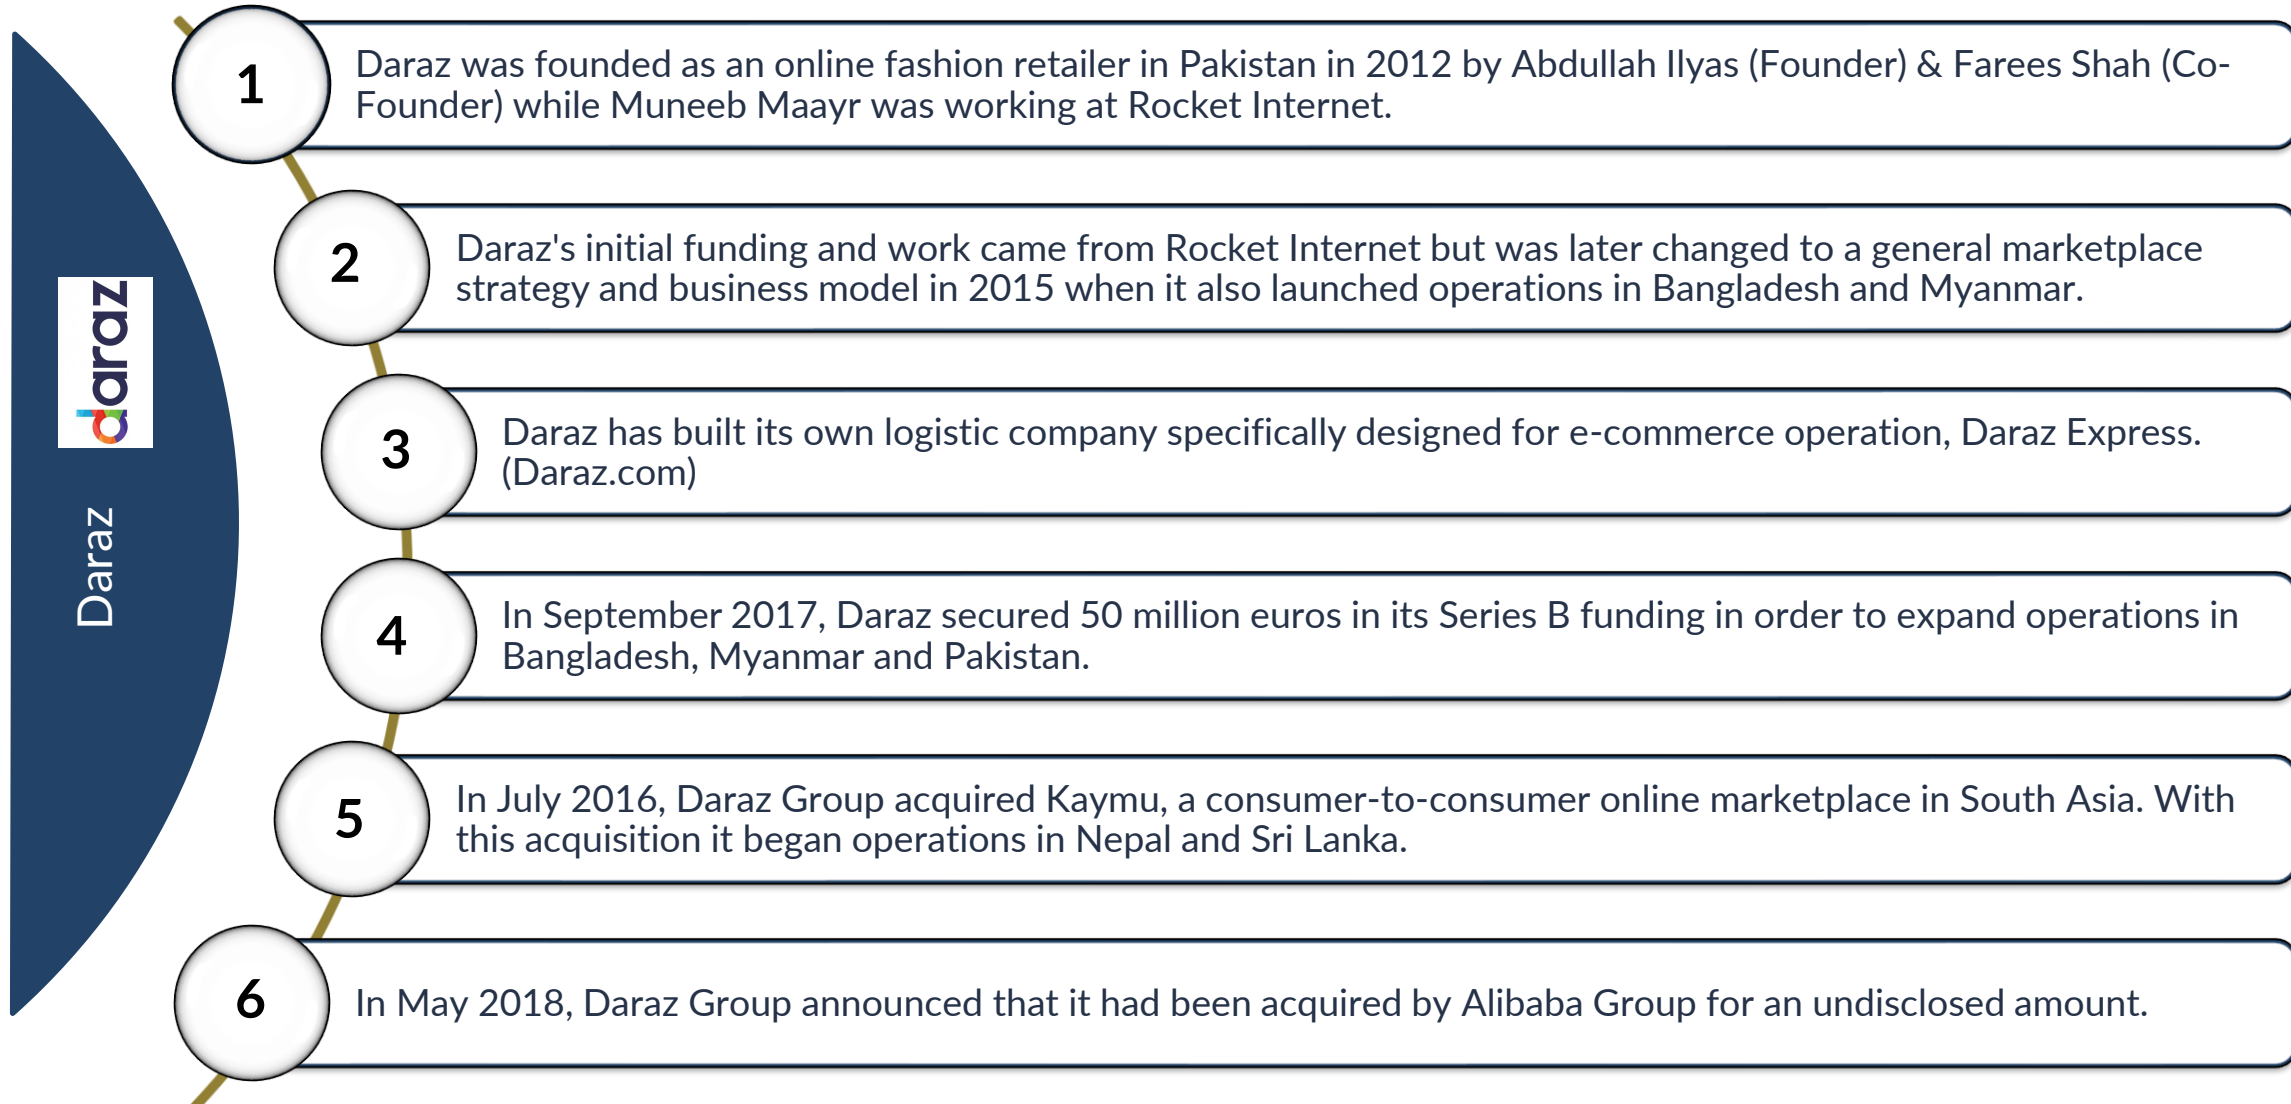 1
Daraz was founded as an online fashion retailer in Pakistan in 2012 by Abdullah Ilyas (Founder) & Farees Shah (Co-
Founder) while Muneeb Maayr was working at Rocket Internet.
2
Daraz's initial funding and work came from Rocket Internet but was later changed to a general marketplace
strategy and business model in 2015 when it also launched operations in Bangladesh and Myanmar.
daraz
Daraz
3
Daraz has built its own logistic company specifically designed for e-commerce operation, Daraz Express.
(Daraz.com)
4
In September 2017, Daraz secured 50 million euros in its Series B funding in order to expand operations in
Bangladesh, Myanmar and Pakistan.
5
In July 2016, Daraz Group acquired Kaymu, a consumer-to-consumer online marketplace in South Asia. With
this acquisition it began operations in Nepal and Sri Lanka.
6
In May 2018, Daraz Group announced that it had been acquired by Alibaba Group for an undisclosed amount.